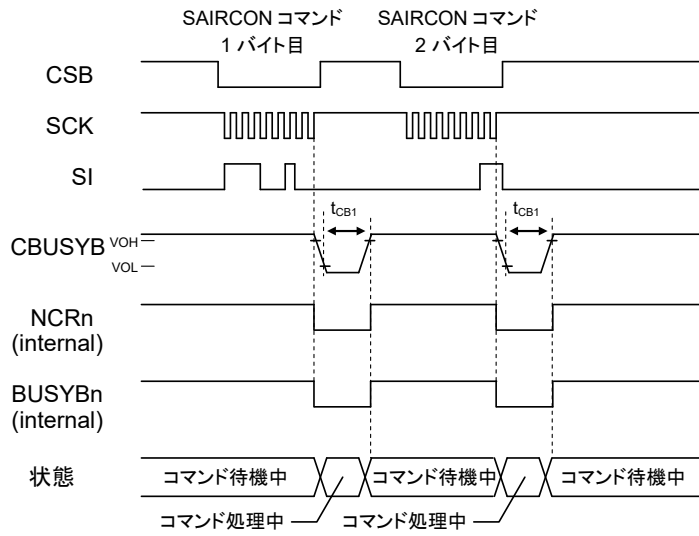 SAIRCON コマンド
1 バイト目
SAIRCON コマンド
2 バイト目
CSB
SCK
SI
tCB1
tCB1
CBUSYB
VOH
VOL
NCRn
(internal)
BUSYBn
(internal)
状態
コマンド待機中
コマンド待機中
コマンド待機中
コマンド処理中
コマンド処理中